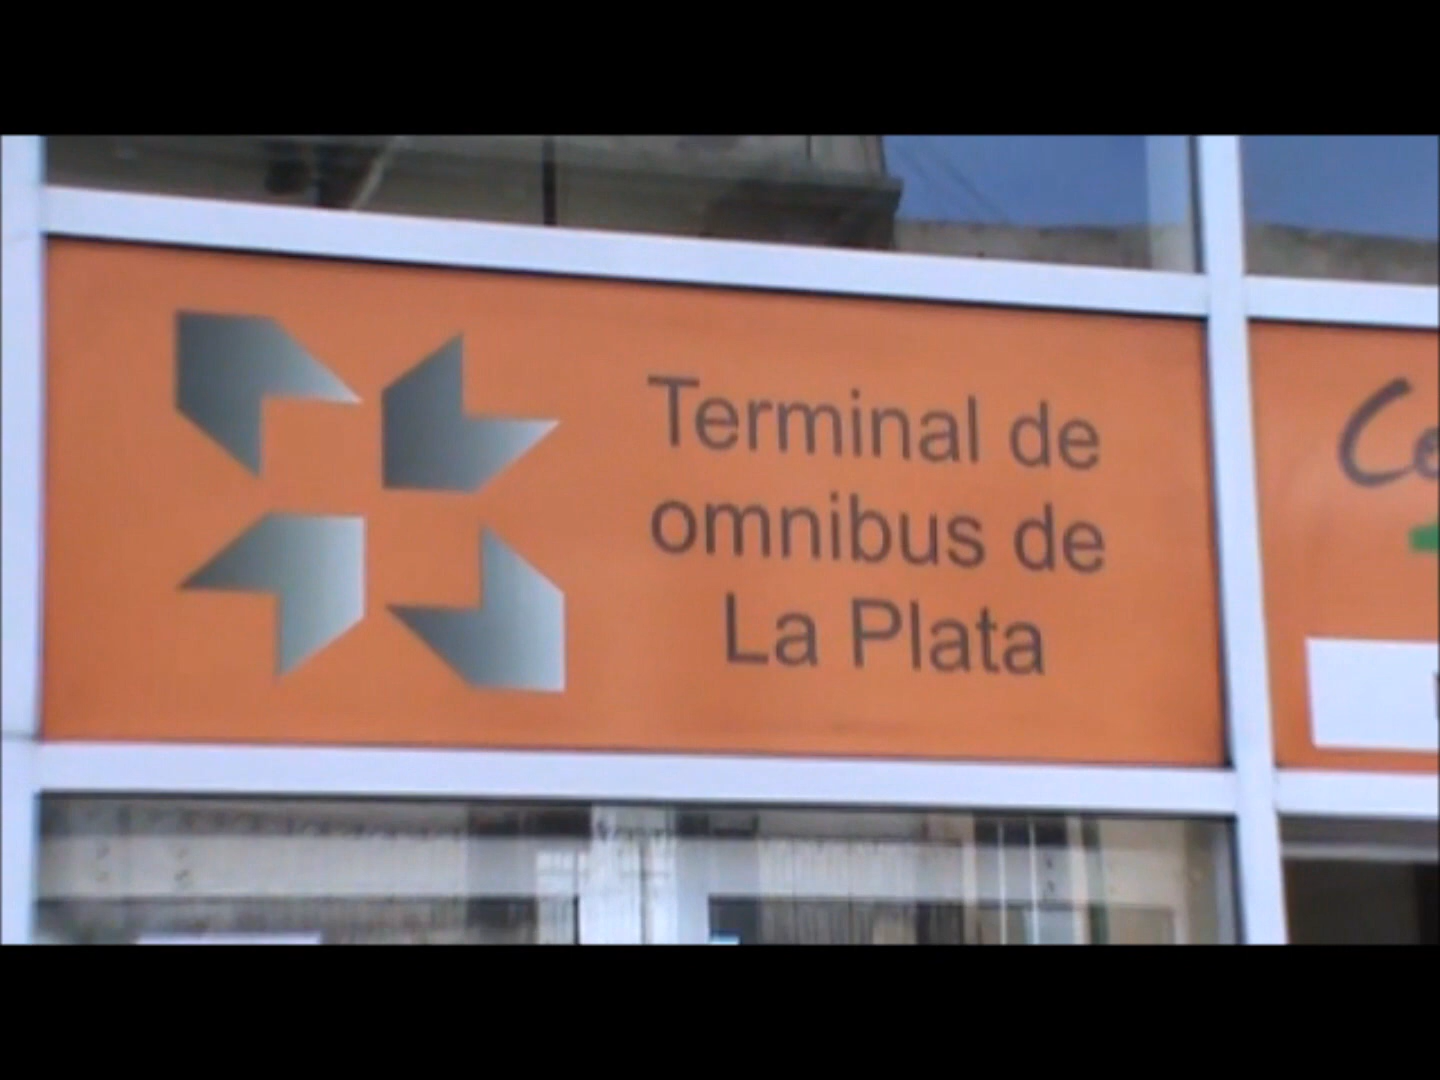 Terminal de
omnibus de
La Plata